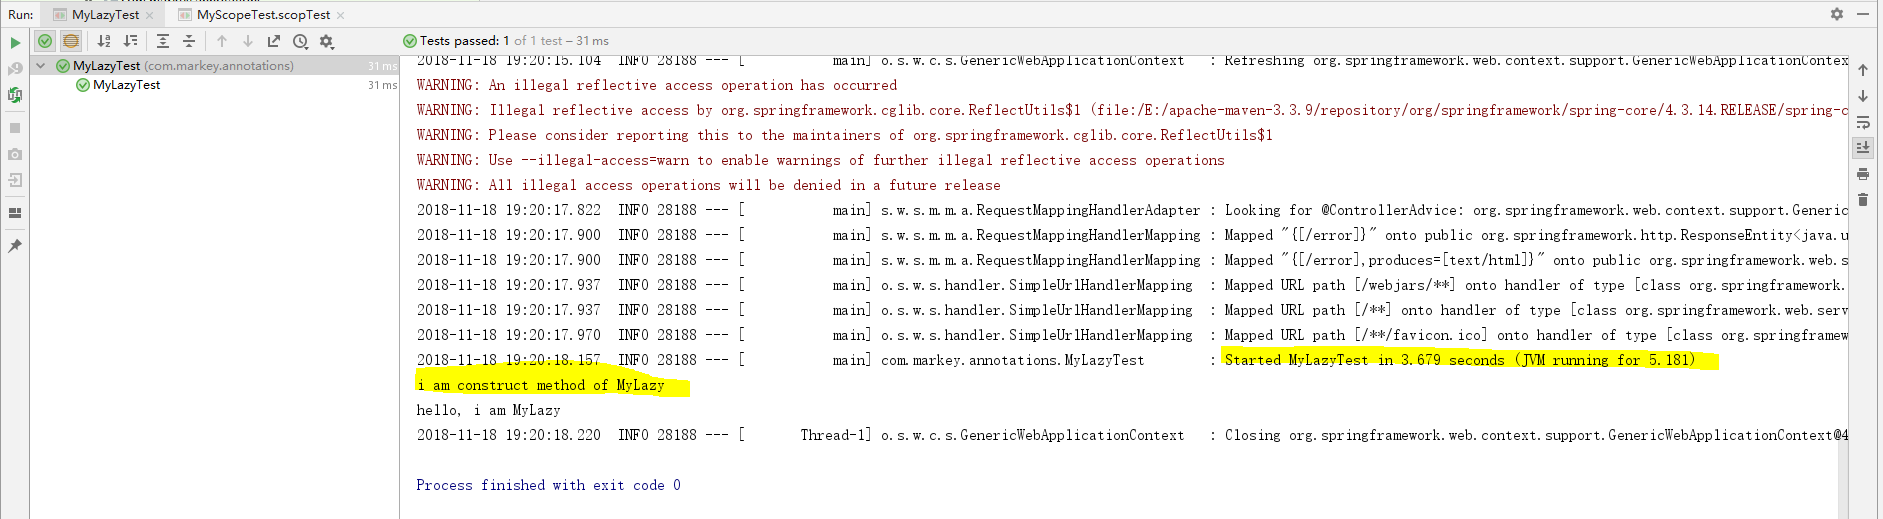 Run: MyLazyTest × MyScopeTest.scopTest ×
Tests passed: 1 of 1 test – 31 ms
MyLazyTest (com.markey.annotations) 31 ms
MyLazyTest 31 ms
2018-11-18 19:20:15.104  INFO 28188 --- [           main] o.s.w.c.s.GenericWebApplicationContext   : Refreshing org.springframework.web.context.support.GenericWebApplicationContext
WARNING: An illegal reflective access operation has occurred
WARNING: Illegal reflective access by org.springframework.cglib.core.ReflectUtils$1 (file:/E:/apache-maven-3.3.9/repository/org/springframework/spring-core/4.3.14.RELEASE/spring-c
WARNING: Please consider reporting this to the maintainers of org.springframework.cglib.core.ReflectUtils$1
WARNING: Use --illegal-access=warn to enable warnings of further illegal reflective access operations
WARNING: All illegal access operations will be denied in a future release
2018-11-18 19:20:17.822  INFO 28188 --- [           main] s.w.s.m.m.a.RequestMappingHandlerAdapter : Looking for @ControllerAdvice: org.springframework.web.context.support.Generic
2018-11-18 19:20:17.900  INFO 28188 --- [           main] s.w.s.m.m.a.RequestMappingHandlerMapping : Mapped "{[/error]}" onto public org.springframework.http.ResponseEntity<java.u
2018-11-18 19:20:17.900  INFO 28188 --- [           main] s.w.s.m.m.a.RequestMappingHandlerMapping : Mapped "{[/error],produces=[text/html]}" onto public org.springframework.web.s
2018-11-18 19:20:17.937  INFO 28188 --- [           main] o.s.w.s.handler.SimpleUrlHandlerMapping  : Mapped URL path [/webjars/**] onto handler of type [class org.springframework.
2018-11-18 19:20:17.937  INFO 28188 --- [           main] o.s.w.s.handler.SimpleUrlHandlerMapping  : Mapped URL path [/**] onto handler of type [class org.springframework.web.serv
2018-11-18 19:20:17.970  INFO 28188 --- [           main] o.s.w.s.handler.SimpleUrlHandlerMapping  : Mapped URL path [/**/favicon.ico] onto handler of type [class org.springframew
2018-11-18 19:20:18.157  INFO 28188 --- [           main] com.markey.annotations.MyLazyTest        : Started MyLazyTest in 3.679 seconds (JVM running for 5.181)
i am construct method of MyLazy
hello, i am MyLazy
2018-11-18 19:20:18.220  INFO 28188 --- [       Thread-1] o.s.w.c.s.GenericWebApplicationContext   : Closing org.springframework.web.context.support.GenericWebApplicationContext@4
Process finished with exit code 0